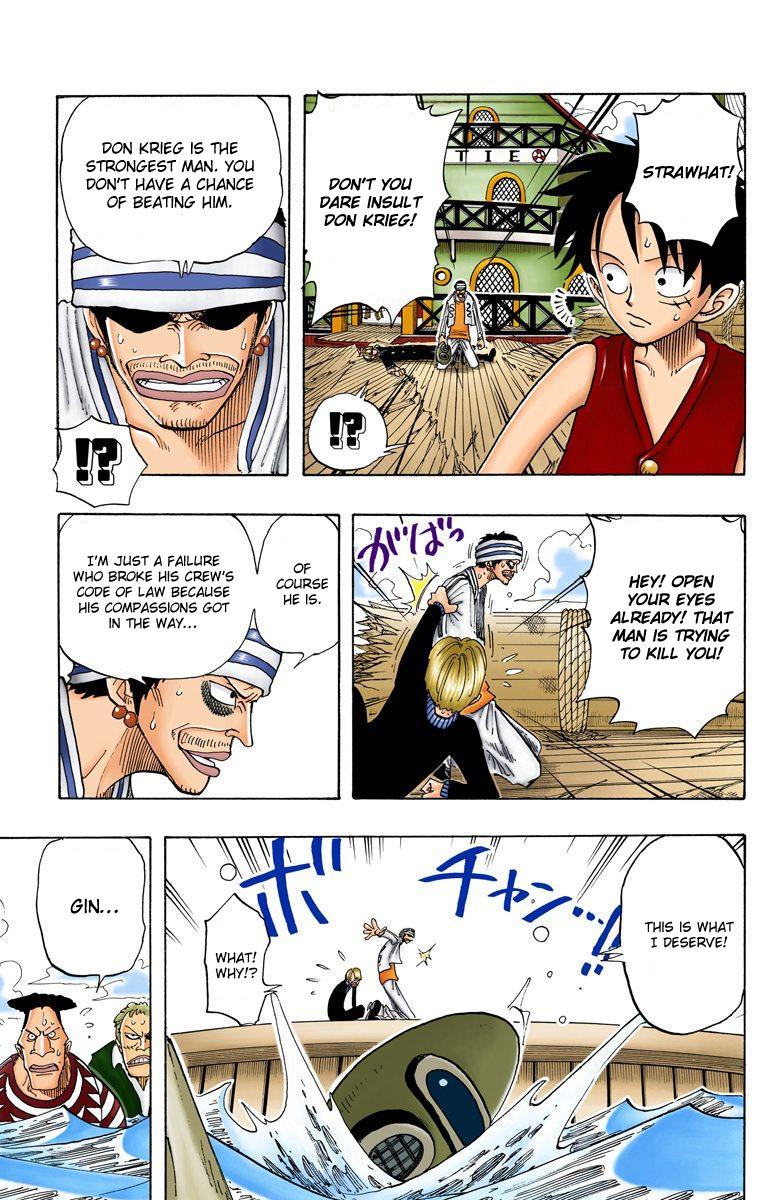 STRAWHAT!
DON'T YOU
DARE INSULT
DON KRIEG!
TIE
!?
DON KRIEG IS THE
STRONGEST MAN. YOU
DON'T HAVE A CHANCE
OF BEATING HIM.
!?
HEY! OPEN
YOUR EYES
ALREADY! THAT
MAN IS TRYING
TO KILL YOU!
がばっ
OF
COURSE
HE IS.
I'M JUST A FAILURE
WHO BROKE HIS CREW'S
CODE OF LAW BECAUSE
HIS COMPASSIONS GOT
IN THE WAY...
THIS IS WHAT
I DESERVE!
ボチャン…!!
WHAT!
WHY!?
GIN...